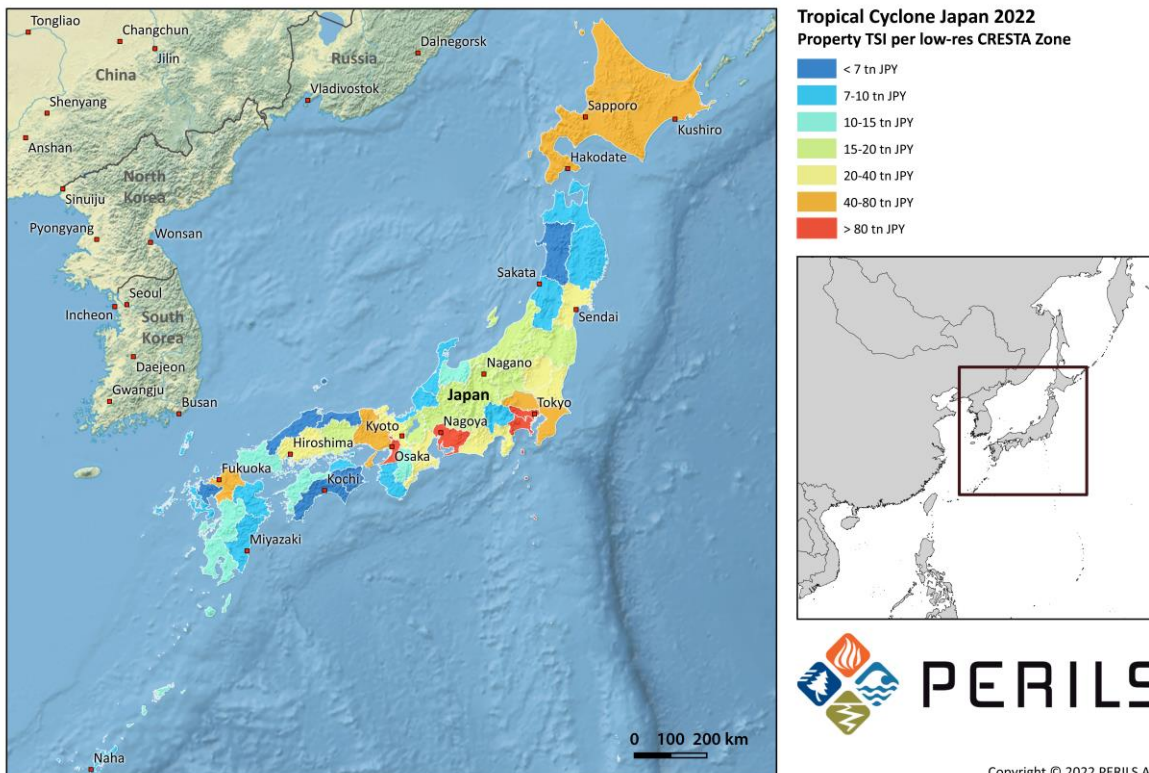 Tropical Cyclone Japan 2022
Property TSI per low-res CRESTA Zone
< 7 tn JPY
7-10 tn JPY
10-15 tn JPY
15-20 tn JPY
20-40 tn JPY
40-80 tn JPY
> 80 tn JPY
Tongliao
Changchun
Jilin
China
Russia
Dalnegorsk
Shenyang
Vladivostok
Anshan
Sapporo
Kushiro
Hakodate
North
Korea
Sinuiju
Pyongyang
Wonsan
Sakata
Seoul
Incheon
South
Korea
Sendai
Daejeon
Nagano
Gwangju
Busan
Japan
Tokyo
Kyoto
Nagoya
Hiroshima
Osaka
Fukuoka
Kochi
Miyazaki
Naha
0 100 200 km
PERILS
Copyright © 2022 PERILS A